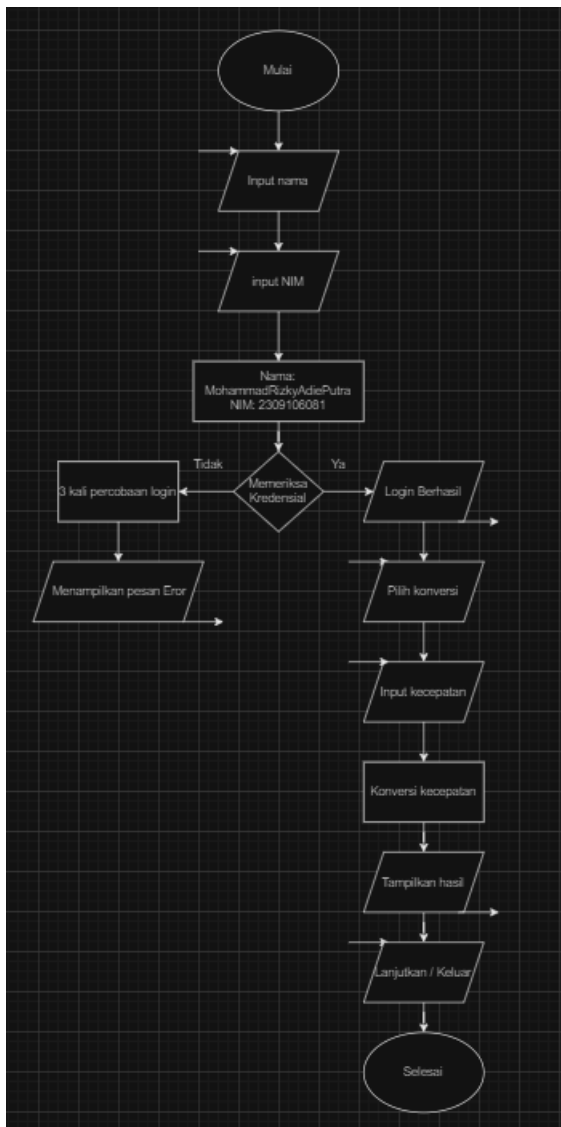 Mulai
Input nama
input NIM
Nama:
MohammadRizkyAdiePutra
NIM: 2309106081
Tidak
Memeriksa
Kredensial
Ya
3 kali percobaan login
Login Berhasil
Menampilkan pesan Eror
Pilih konversi
Input kecepatan
Konversi kecepatan
Tampilkan hasil
Lanjutkan / Keluar
Selesai